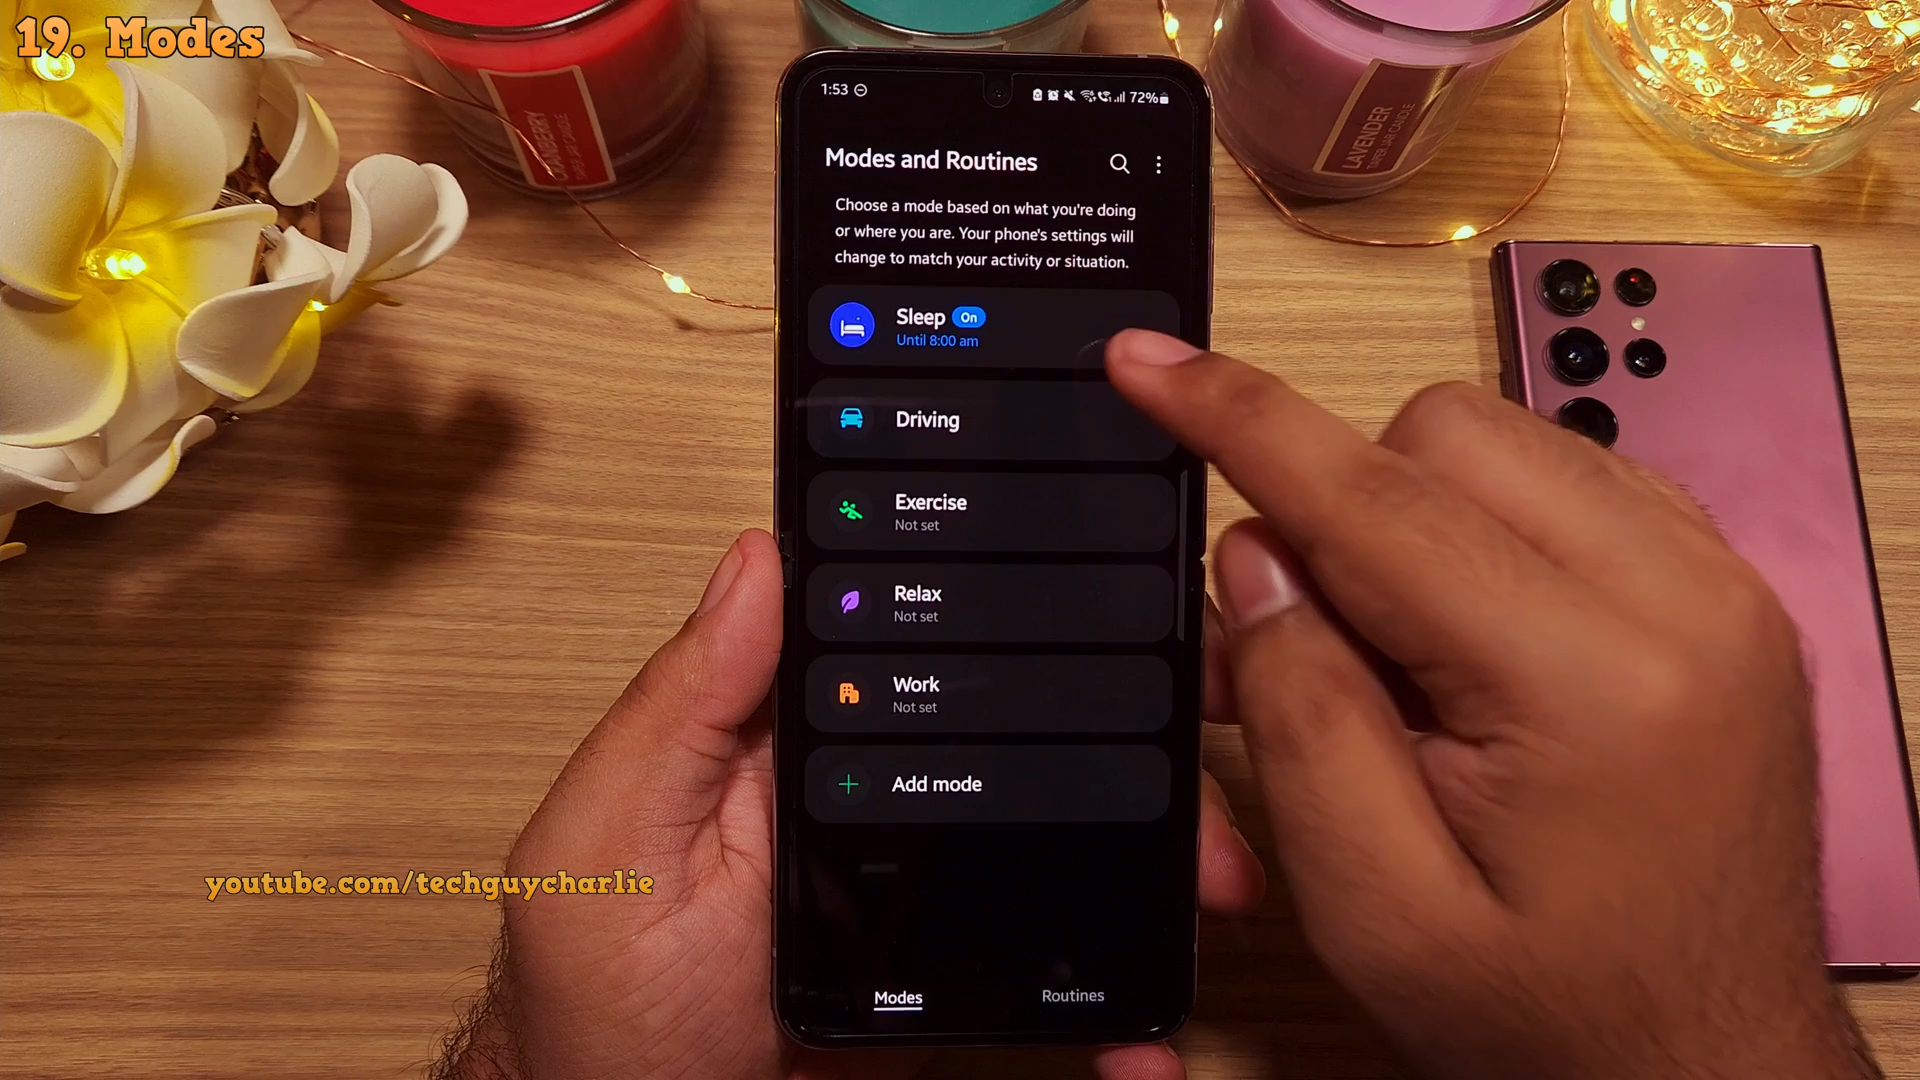 19. Modes
CRANBERRY
LAVENDER
1:53
72%
Modes and Routines
Choose a mode based on what you're doing
or where you are. Your phone's settings will
change to match your activity or situation.
Sleep On
Until 8:00 am
Driving
Exercise
Not set
Relax
Not set
Work
Not set
Add mode
youtube.com/techguycharlie
Modes
Routines